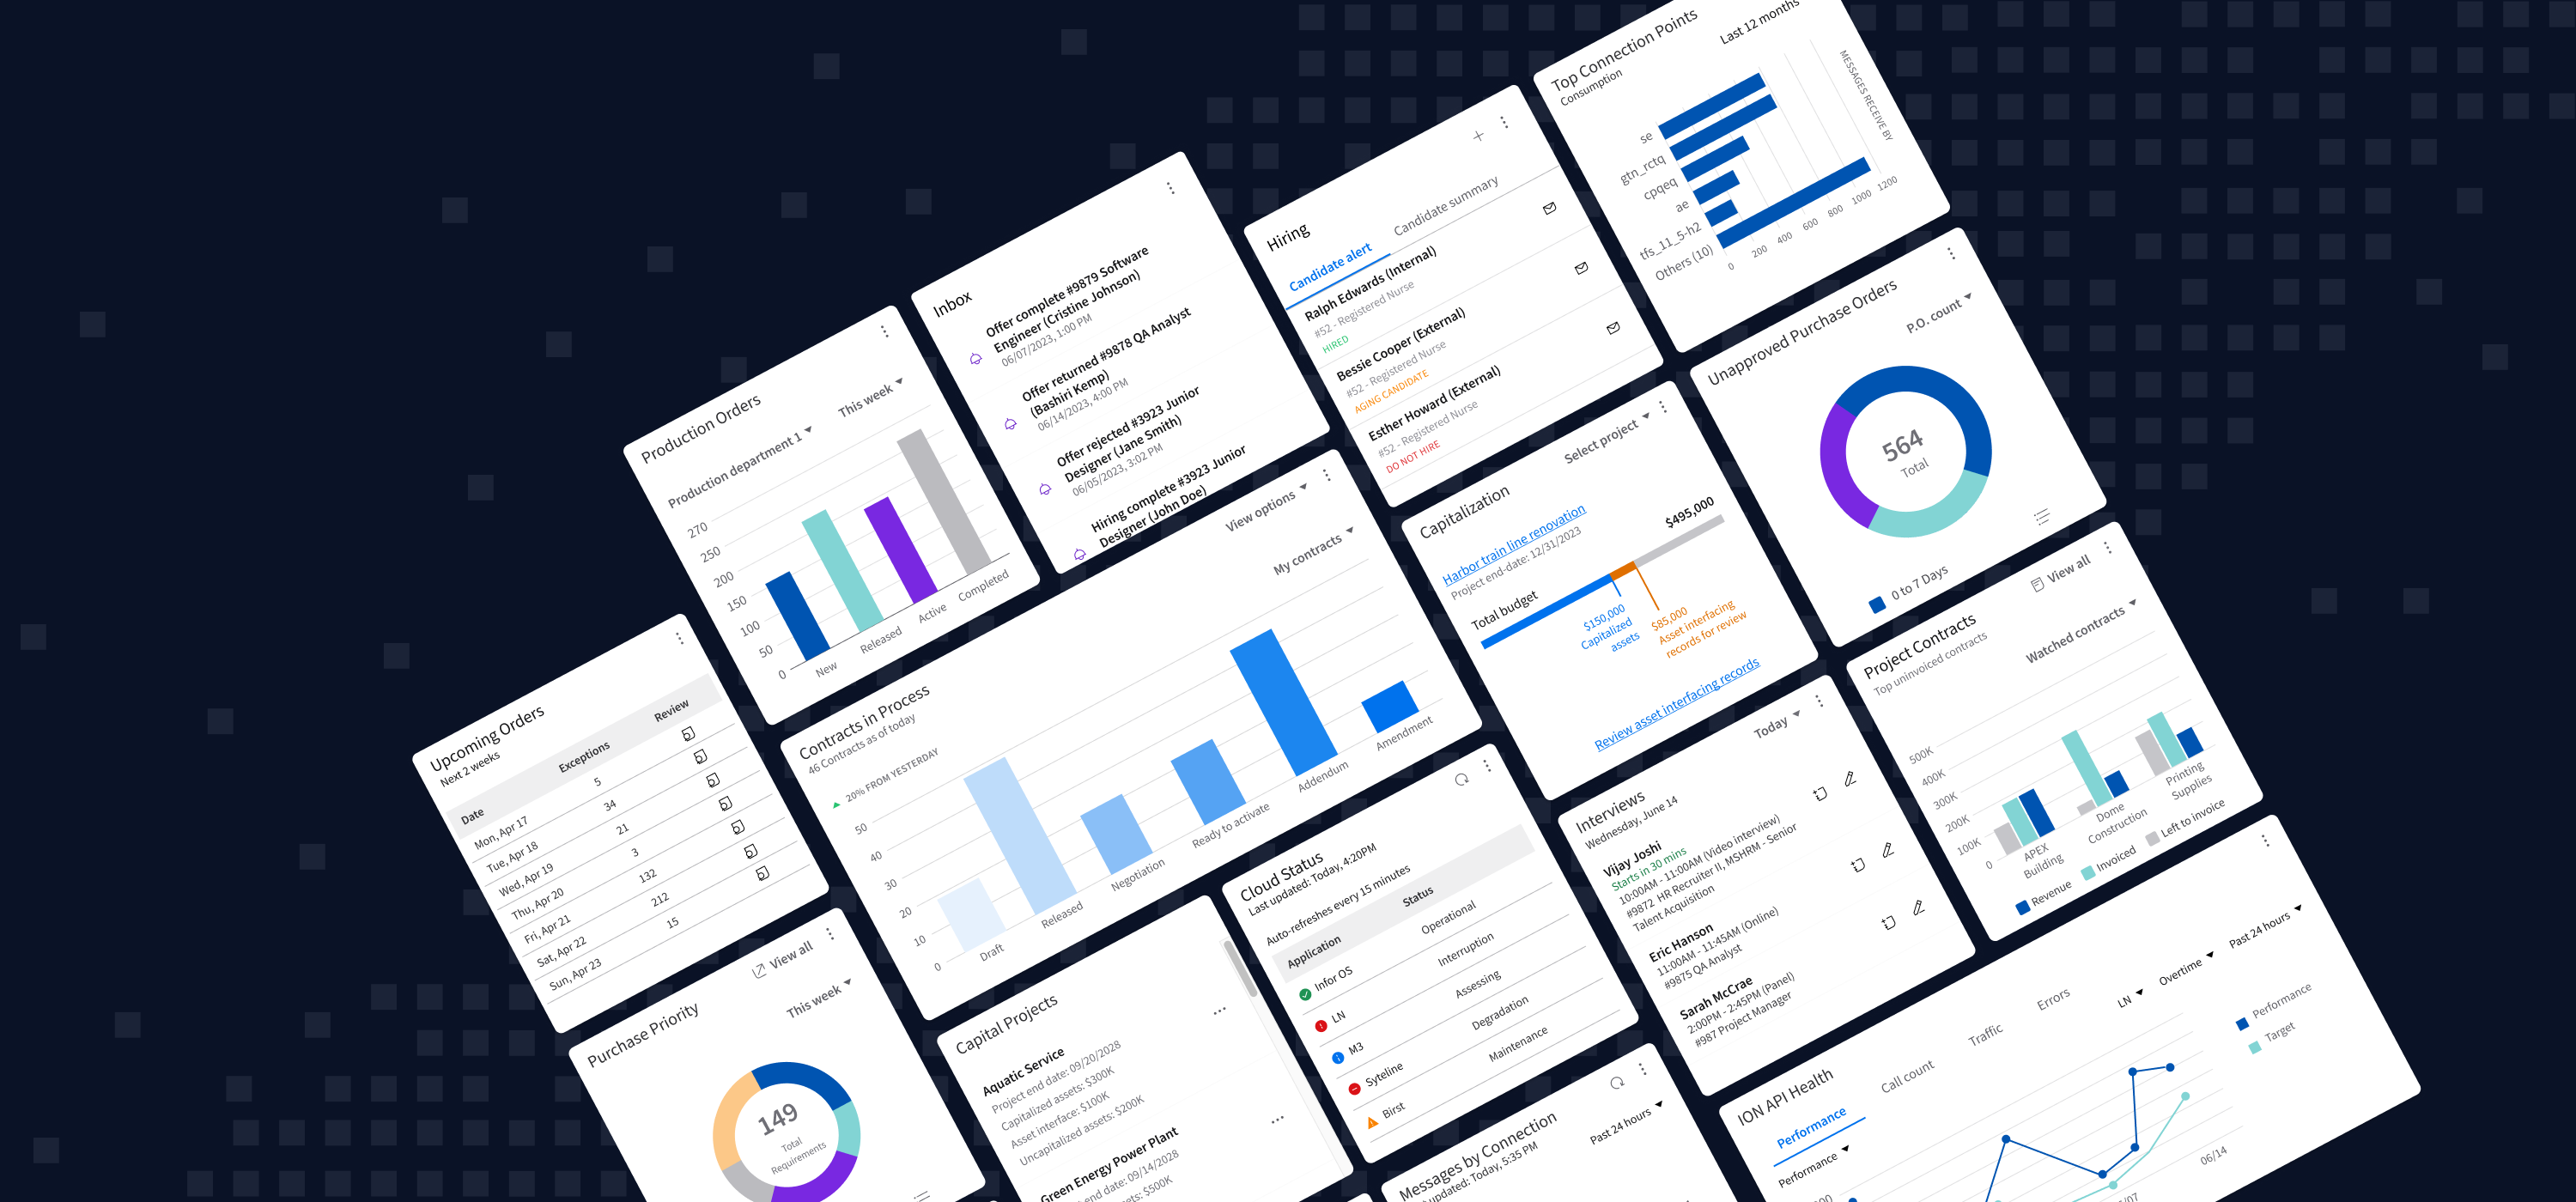 Top Connection Points
Consumption
Last 12 months
MESSAGES RECEIVE BY
se
gtn_rctq
cpqeq
ae
tfs_11_5-h2
Others (10)
0
200
400
600
800
1000
1200
Hiring
Candidate alert
Candidate summary
Ralph Edwards (Internal)
#52 - Registered Nurse
HIRED
Bessie Cooper (External)
#52 - Registered Nurse
AGING CANDIDATE
Esther Howard (External)
#52 - Registered Nurse
DO NOT HIRE
Inbox
Offer complete #9879 Software
Engineer (Cristine Johnson)
06/07/2023, 1:00 PM
Offer returned #9878 QA Analyst
(Bashiri Kemp)
06/14/2023, 4:00 PM
Offer rejected #3923 Junior
Designer (Jane Smith)
06/05/2023, 3:02 PM
Hiring complete #3923 Junior
Designer (John Doe)
Production Orders
Production department 1
This week
270
250
200
150
100
50
0
New
Released
Active
Completed
Upcoming Orders
Next 2 weeks
Date
Exceptions
Review
Mon, Apr 17
5
Tue, Apr 18
34
Wed, Apr 19
21
Thu, Apr 20
3
Fri, Apr 21
132
Sat, Apr 22
212
Sun, Apr 23
15
Contracts in Process
46 Contracts as of today
View options
My contracts
20% FROM YESTERDAY
50
40
30
20
10
0
Draft
Released
Negotiation
Ready to activate
Addendum
Amendment
Capitalization
Select project
Harbor train line renovation
Project end-date: 12/31/2023
Total budget
$495,000
$150,000
Capitalized
assets
$85,000
Asset interfacing
records for review
Review asset interfacing records
Unapproved Purchase Orders
P.O. count
564
Total
0 to 7 Days
Purchase Priority
View all
This week
149
Total
Requirements
Capital Projects
Aquatic Service
Project end date: 09/20/2028
Capitalized assets: $300K
Asset interface: $100K
Uncapitalized assets: $200K
Green Energy Power Plant
end date: 09/14/2028
$500K
Cloud Status
Last updated: Today, 4:20PM
Auto-refreshes every 15 minutes
Application
Status
Infor OS
Operational
LN
Interruption
M3
Assessing
Syteline
Degradation
Birst
Maintenance
Interviews
Wednesday, June 14
Today
Vijay Joshi
Starts in 30 mins
10:00AM - 11:00AM (Video interview)
#9872 HR Recruiter II, MSHRM - Senior
Talent Acquisition
Eric Hanson
11:00AM - 11:45AM (Online)
#9875 QA Analyst
Sarah McCrae
2:00PM - 2:45PM (Panel)
#987 Project Manager
Project Contracts
Top uninvoiced contracts
View all
Watched contracts
500K
400K
300K
200K
100K
0
APEX
Building
Dome
Construction
Printing
Supplies
Revenue
Invoiced
Left to invoice
Messages by Connection
updated: Today, 5:35 PM
Past 24 hours
ION API Health
Performance
Call count
Traffic
Errors
LN
Overtime
Past 24 hours
Performance
Performance
Target
06/14